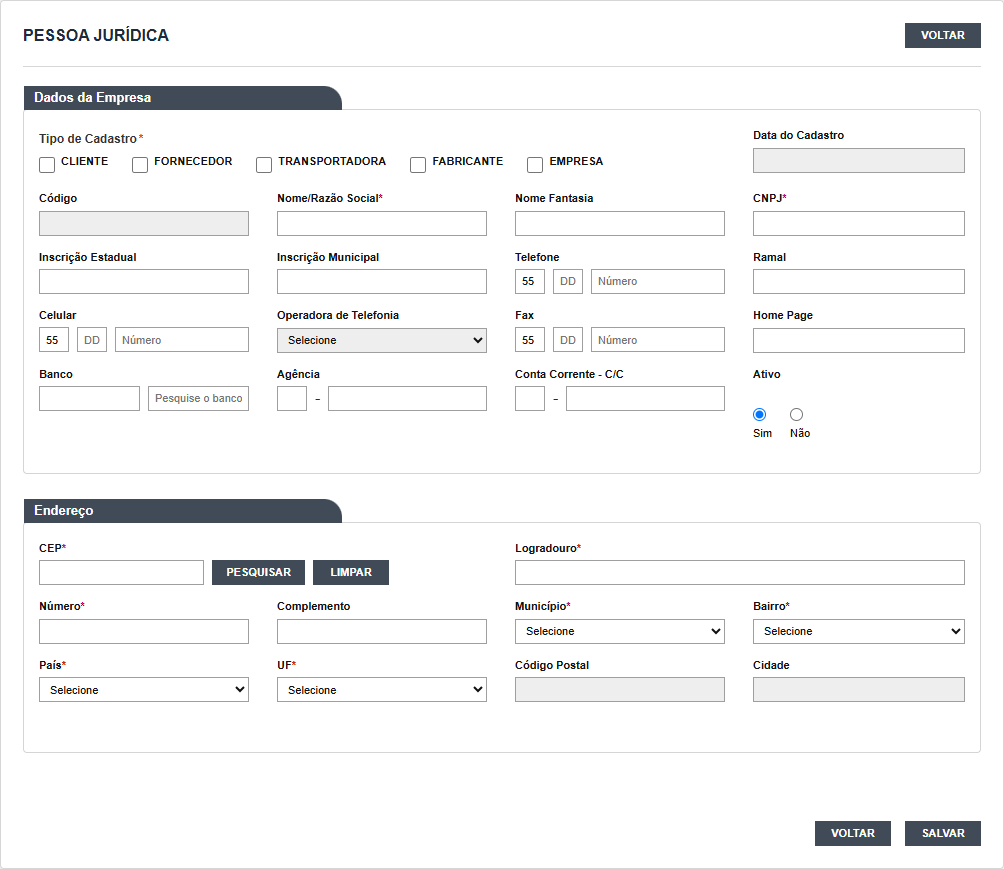 PESSOA JURÍDICA VOLTAR
Dados da Empresa
Tipo de Cadastro* Data do Cadastro
CLIENTE FORNECEDOR TRANSPORTADORA FABRICANTE EMPRESA
Código Nome/Razão Social* Nome Fantasia CNPJ*
Inscrição Estadual Inscrição Municipal Telefone Ramal
55 DD Número
Celular Operadora de Telefonia Fax Home Page
55 DD Número Selecione 55 DD Número
Banco Agência Conta Corrente - C/C Ativo
Pesquise o banco - -
Sim Não
Endereço
CEP* Logradouro*
PESQUISAR LIMPAR
Número* Complemento Município* Bairro*
Selecione Selecione
País* UF* Código Postal Cidade
Selecione Selecione
VOLTAR SALVAR